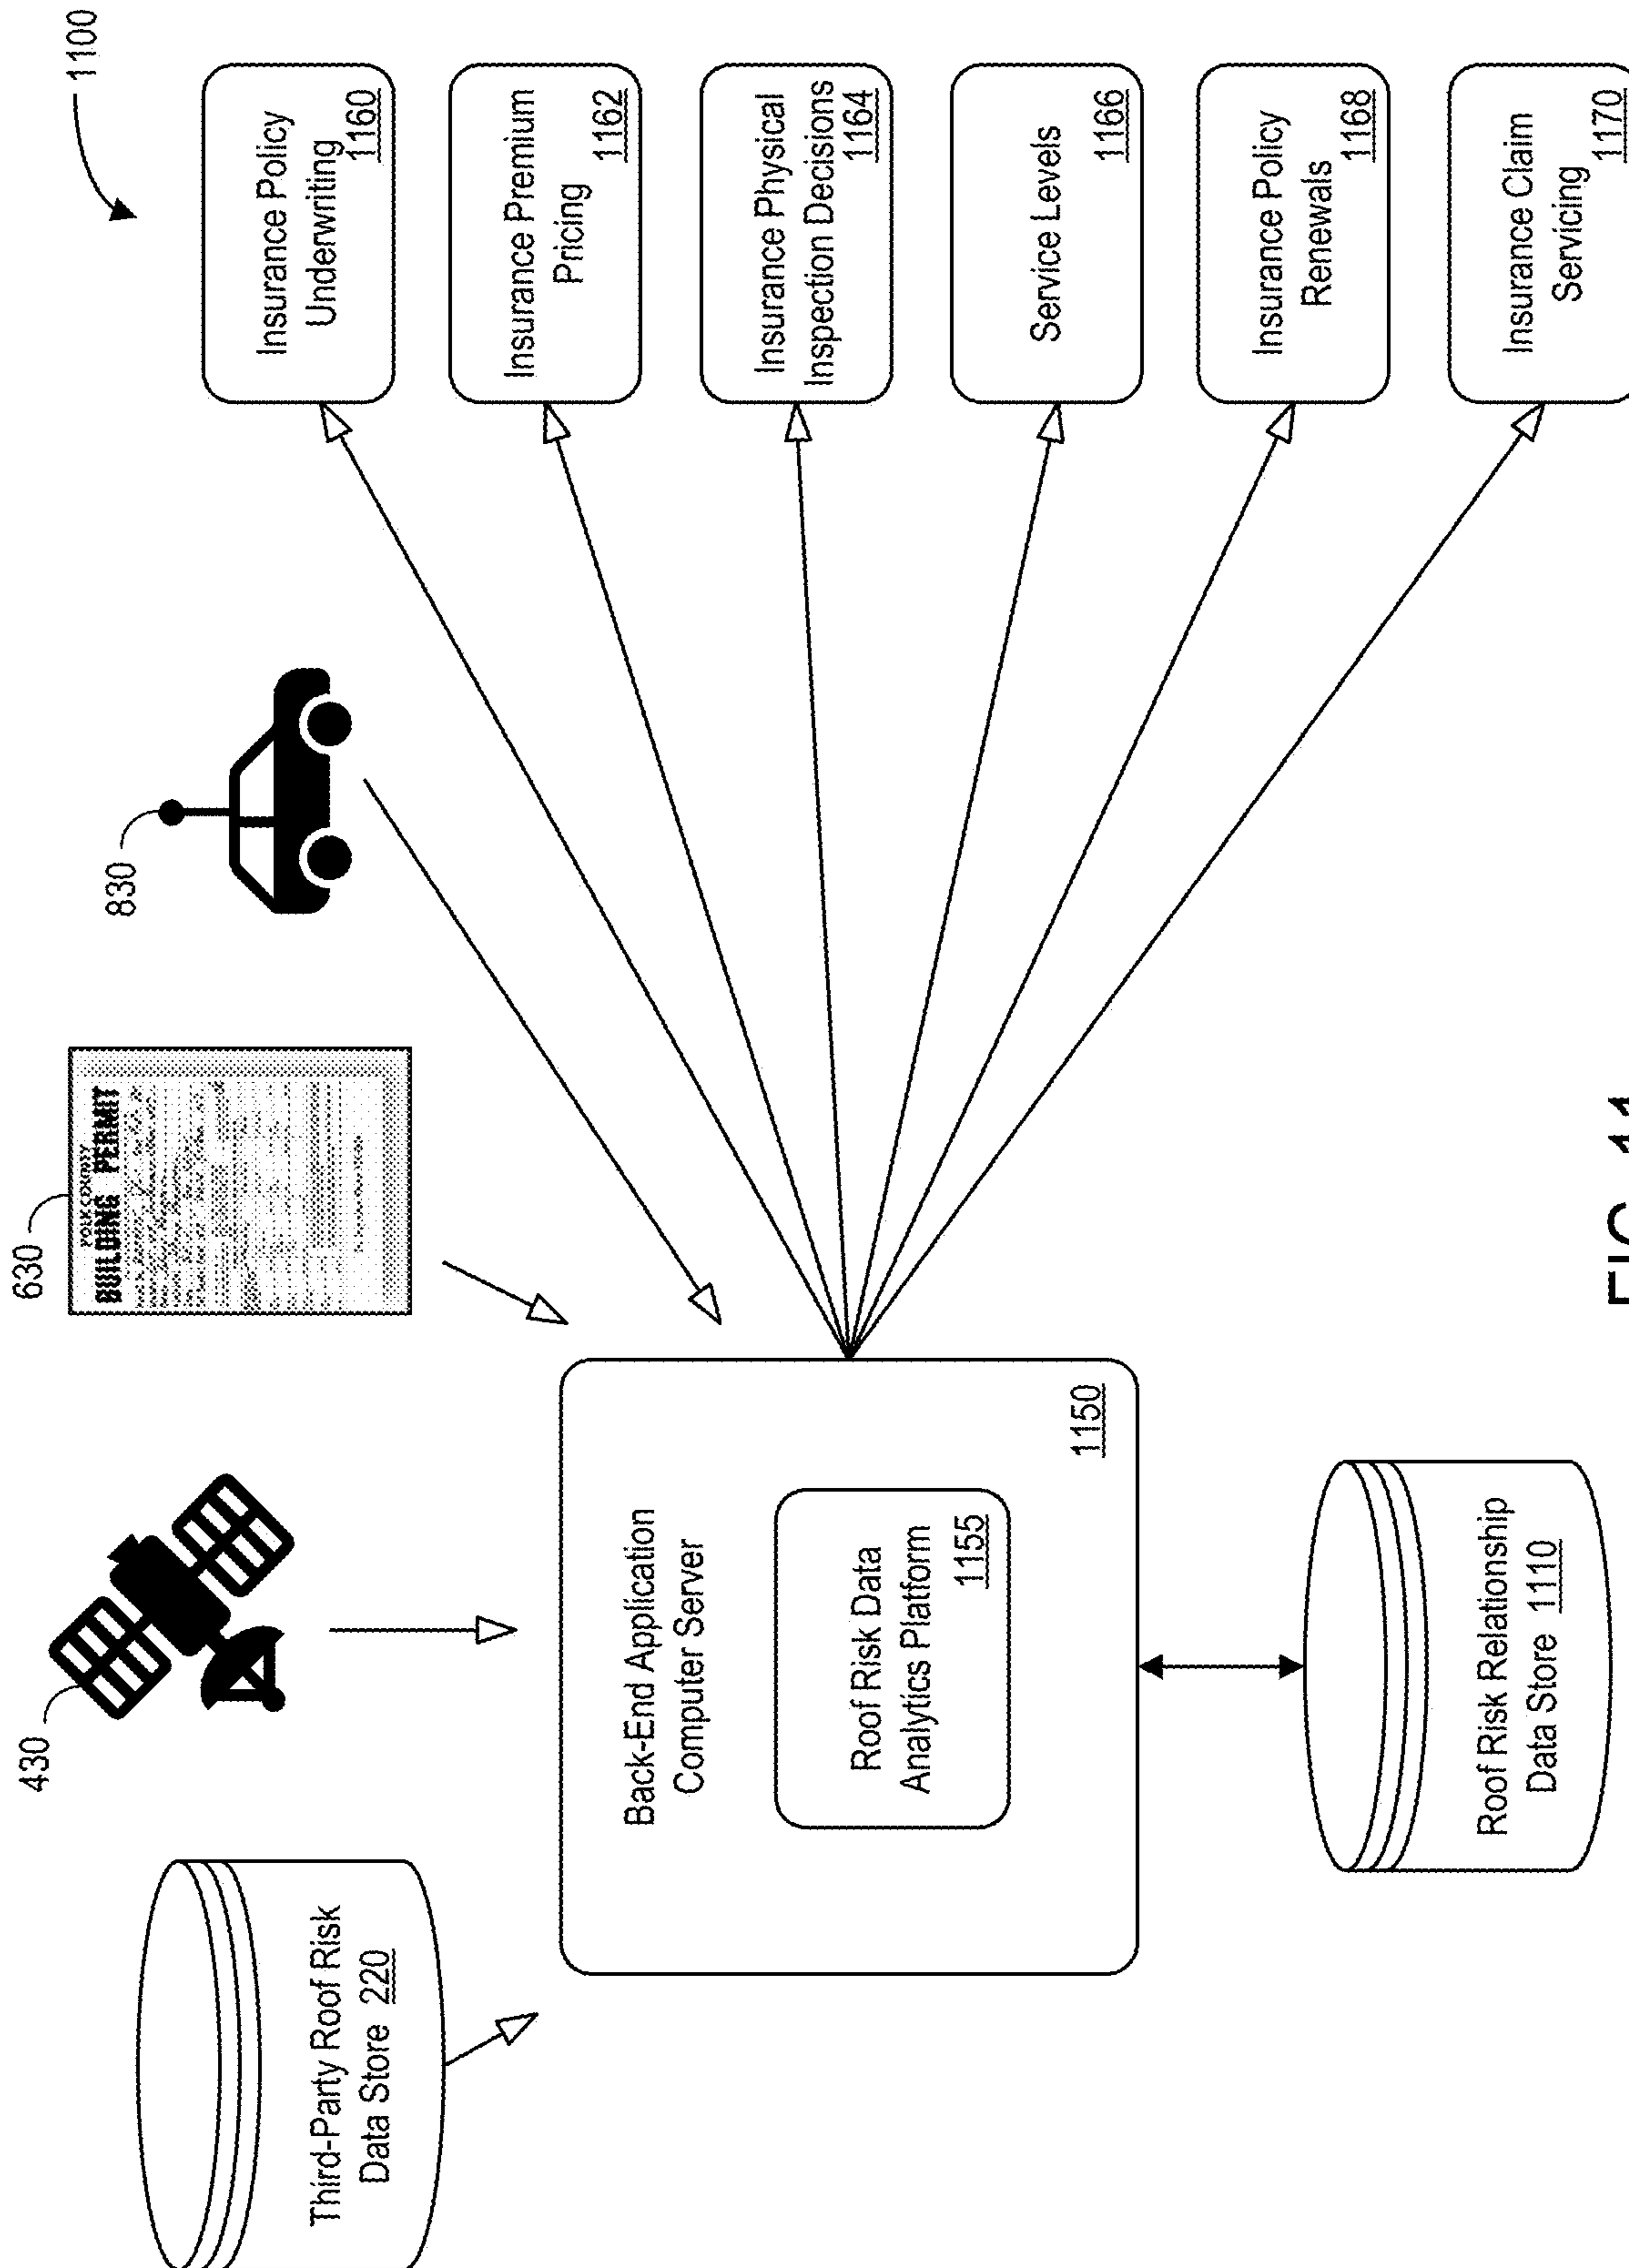 1100
430
630
830
POLK COUNTY
BUILDING PERMIT
Third-Party Roof Risk
Data Store 220
Back-End Application
Computer Server
Roof Risk Data
Analytics Platform
1155
1150
Roof Risk Relationship
Data Store 1110
Insurance Policy
Underwriting
1160
Insurance Premium
Pricing
1162
Insurance Physical
Inspection Decisions
1164
Service Levels
1166
Insurance Policy
Renewals
1168
Insurance Claim
Servicing
1170
FIG. 11